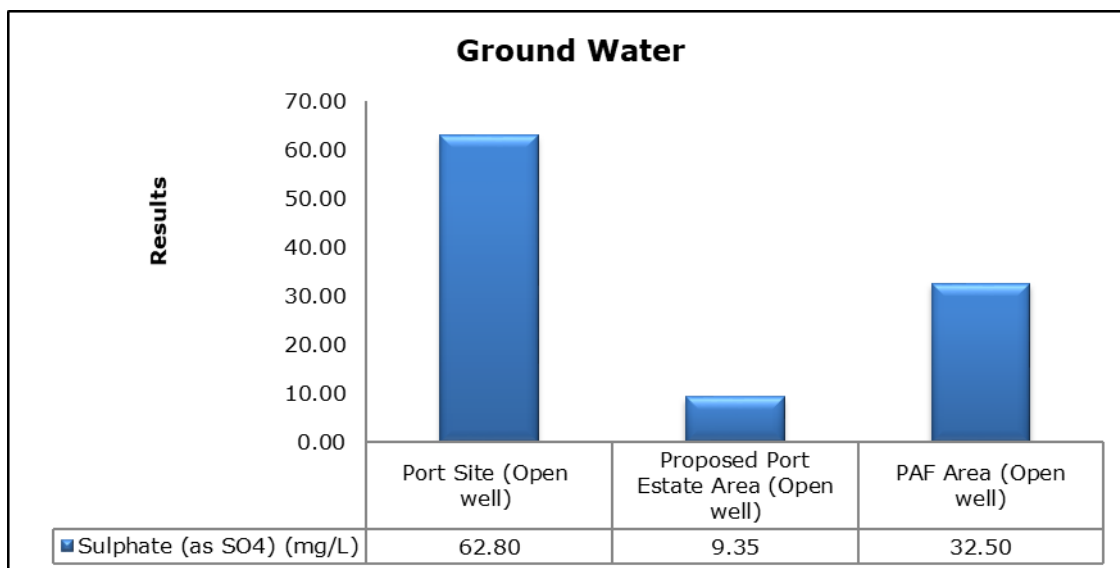 Ground Water
Results
70.00
60.00
50.00
40.00
30.00
20.00
10.00
0.00
Port Site (Open
well)
Proposed Port
Estate Area (Open
well)
PAF Area (Open
well)
Sulphate (as SO4) (mg/L) 62.80 9.35 32.50